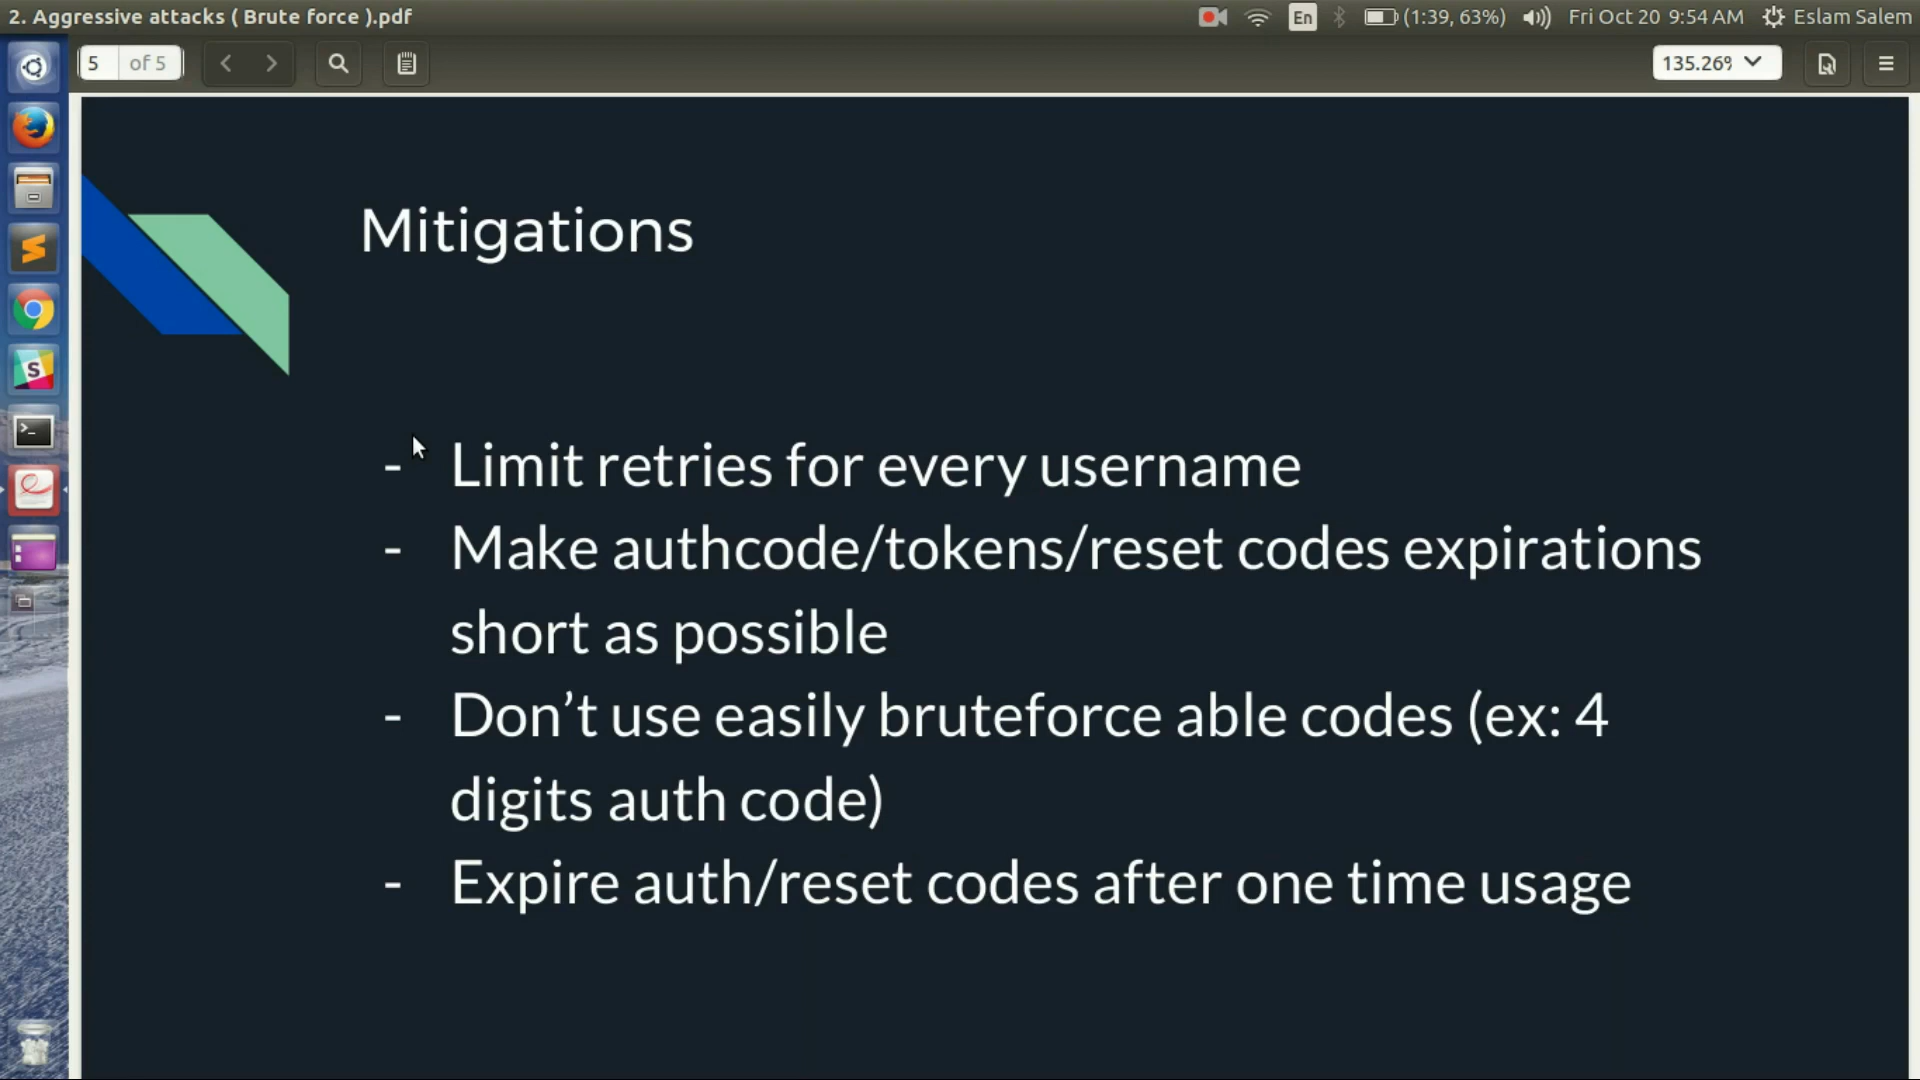 2. Aggressive attacks ( Brute force ).pdf
En
(1:39, 63%)
Fri Oct 20 9:54 AM
Eslam Salem
5 of 5
135.26%
Mitigations
- Limit retries for every username
- Make authcode/tokens/reset codes expirations
short as possible
- Don’t use easily bruteforce able codes (ex: 4
digits auth code)
- Expire auth/reset codes after one time usage